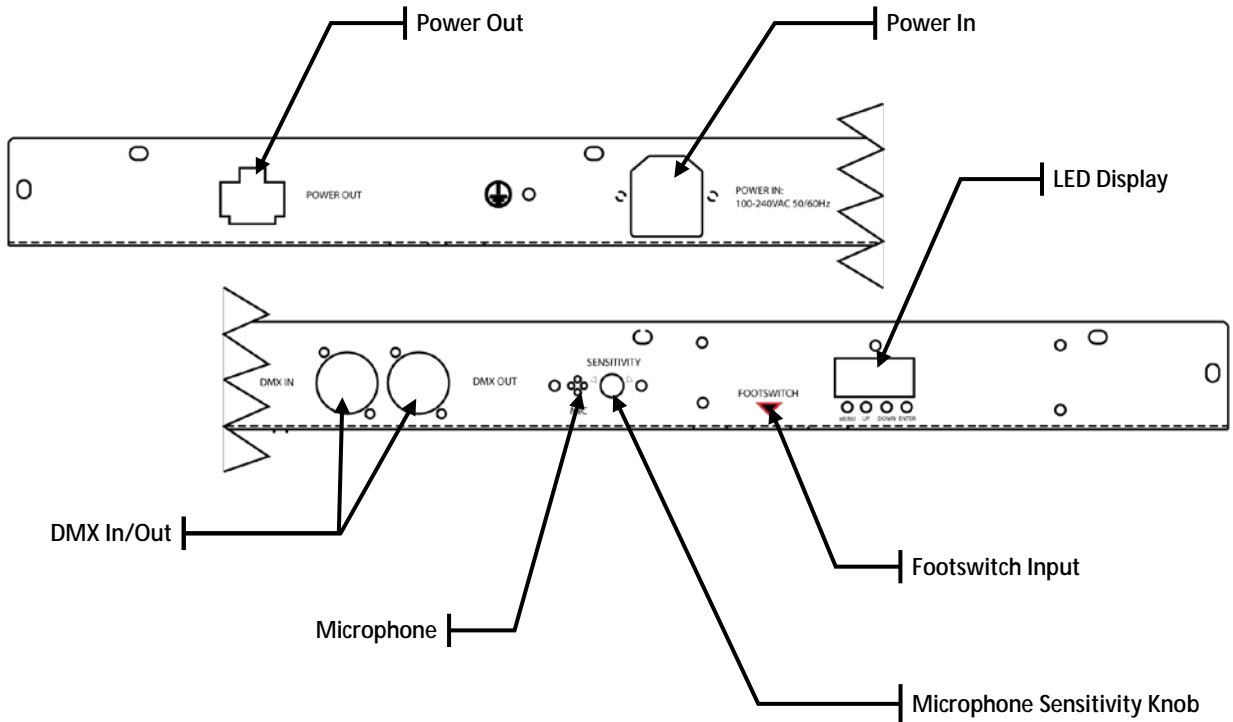 Power Out
Power In
LED Display
POWER OUT
POWER IN:
100-240VAC 50/60Hz
SENSITIVITY
DMX IN
DMX OUT
MIC
FOOTSWITCH
MENU UP DOWN ENTER
DMX In/Out
Footswitch Input
Microphone
Microphone Sensitivity Knob